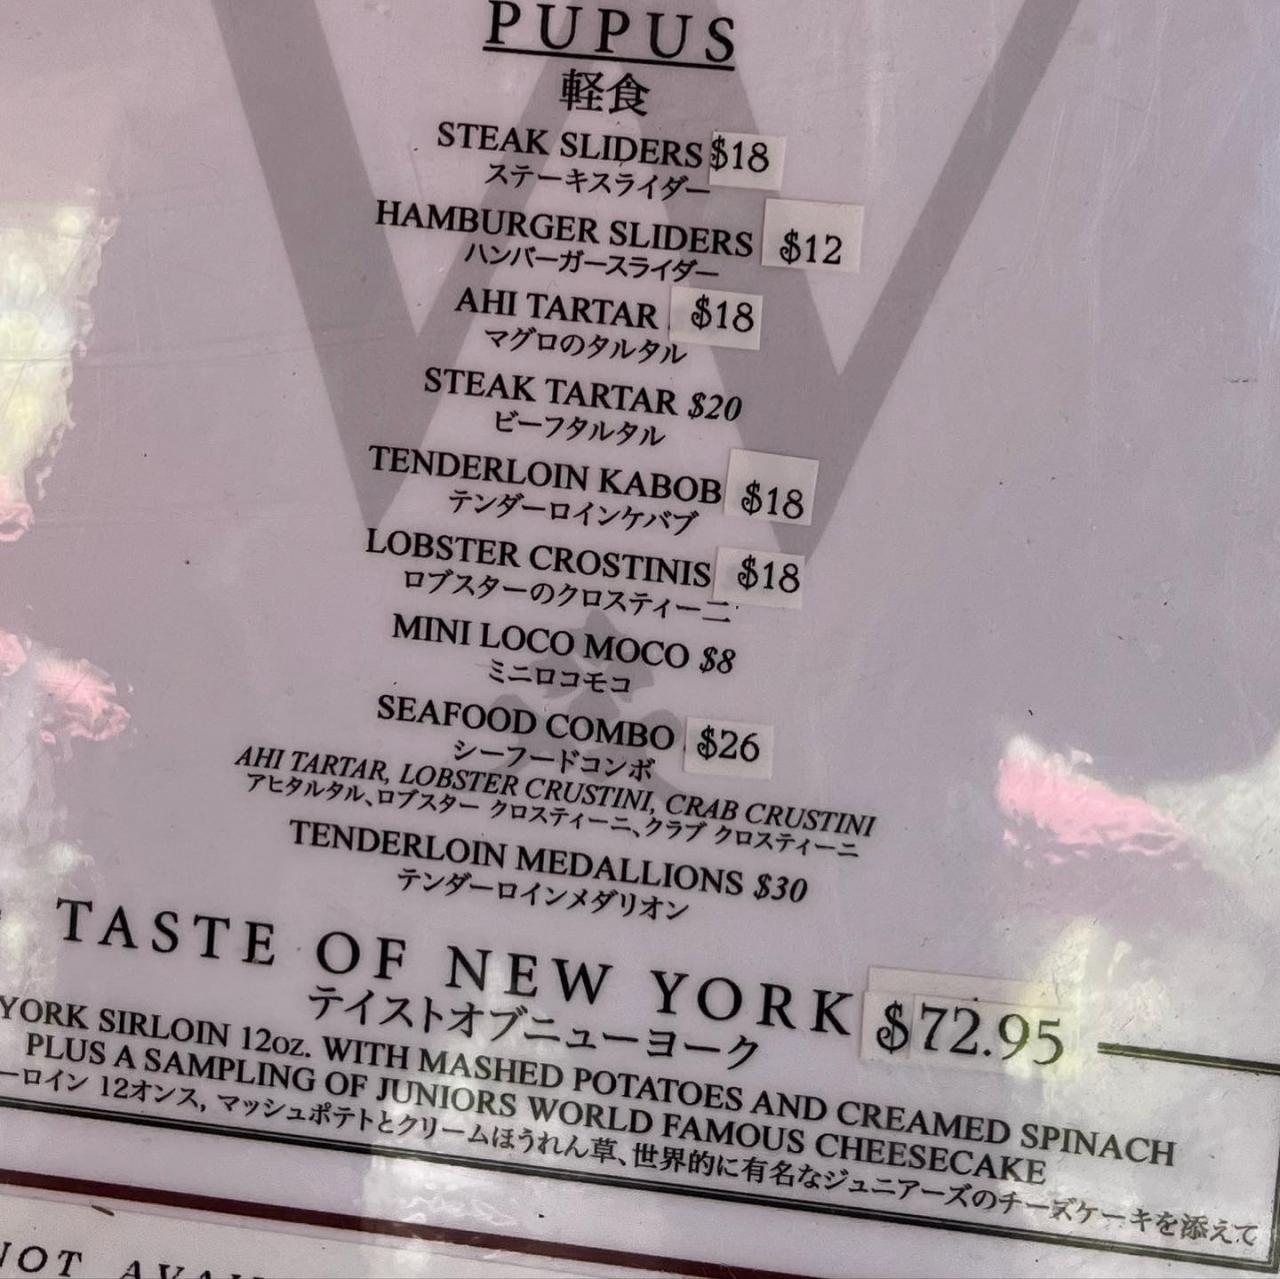 PUPUS
軽食
STEAK SLIDERS $18
ステーキスライダー
HAMBURGER SLIDERS $12
ハンバーガースライダー
AHI TARTAR $18
マグロのタルタル
STEAK TARTAR $20
ビーフタルタル
TENDERLOIN KABOB $18
テンダーロインケバブ
LOBSTER CROSTINIS $18
ロブスターのクロスティーニ
MINI LOCO MOCO $8
ミニロコモコ
SEAFOOD COMBO $26
シーフードコンボ
AHI TARTAR, LOBSTER CRUSTINI, CRAB CRUSTINI
アヒタルタル、ロブスター クロスティーニ、クラブ クロスティーニ
TENDERLOIN MEDALLIONS $30
テンダーロインメダリオン
TASTE OF NEW YORK $72.95
テイストオブニューヨーク
YORK SIRLOIN 12oz. WITH MASHED POTATOES AND CREAMED SPINACH
PLUS A SAMPLING OF JUNIORS WORLD FAMOUS CHEESECAKE
ーロイン 12オンス, マッシュポテトとクリームほうれん草、世界的に有名なジュニアーズのチーズケーキを添えて
NOT